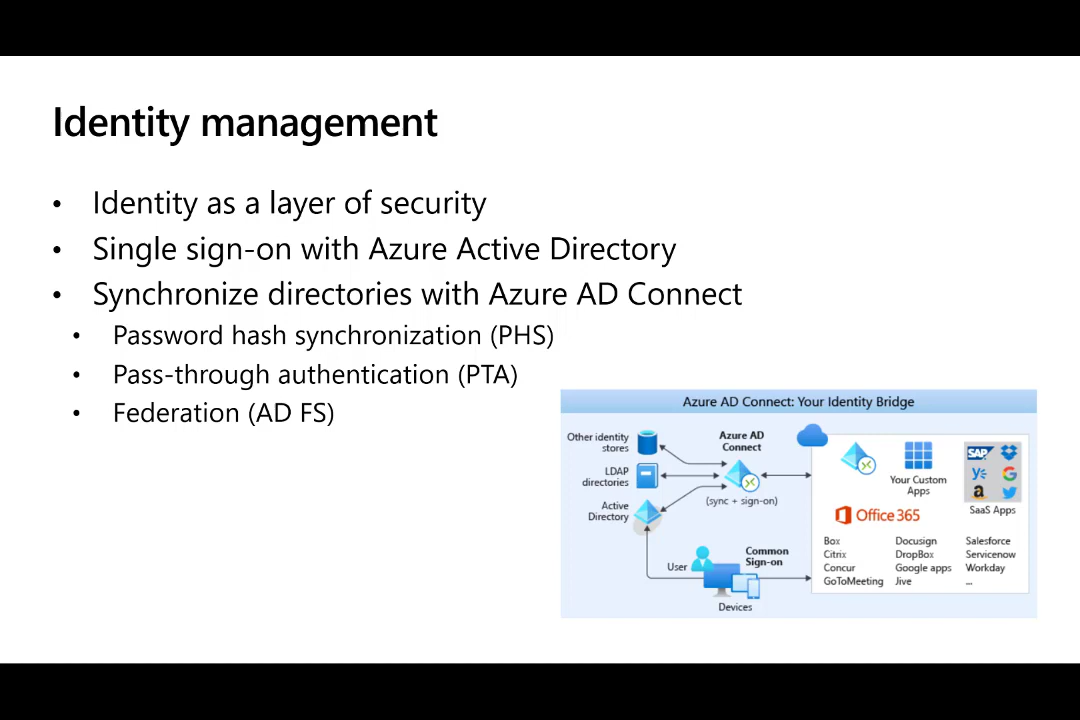 Identity management
• Identity as a layer of security
• Single sign-on with Azure Active Directory
• Synchronize directories with Azure AD Connect
• Password hash synchronization (PHS)
• Pass-through authentication (PTA)
• Federation (AD FS)
Azure AD Connect: Your Identity Bridge
Other identity
stores
LDAP
directories
Active
Directory
Azure AD
Connect
(sync + sign-on)
User
Common
Sign-on
Devices
Your Custom
Apps
SAP
SaaS Apps
Office 365
Box
Citrix
Concur
GoToMeeting
Docusign
DropBox
Google apps
Jive
Salesforce
Servicenow
Workday
...